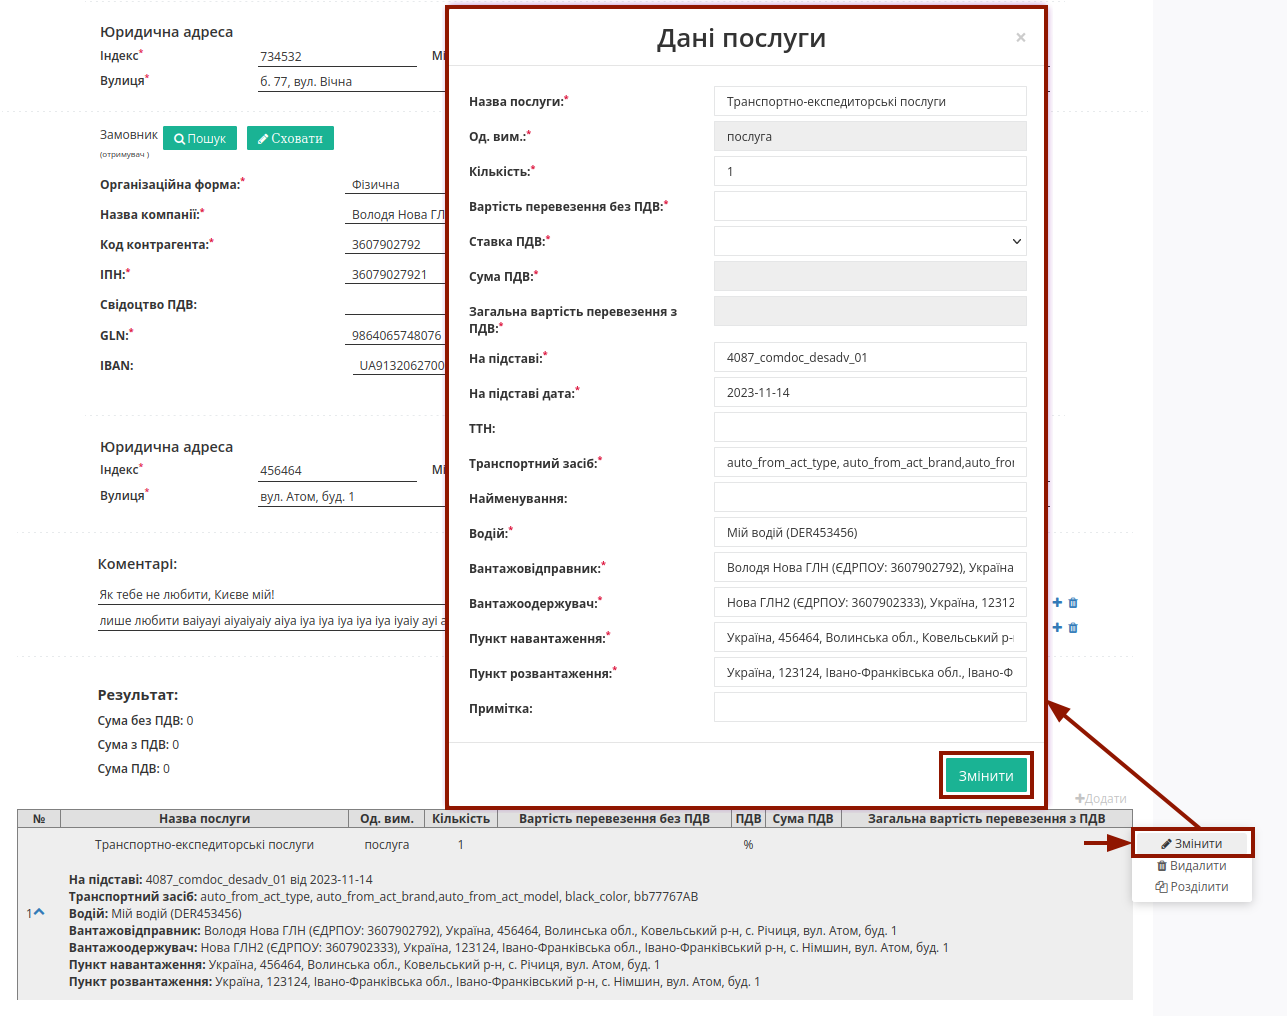 Юридична адреса
Індекс*
734532
Мі
Вулиця*
б. 77, вул. Вічна
Замовник
(отримувач )
Пошук
Сховати
Організаційна форма:*
Фізична
Назва компанії:*
Володя Нова ГЛ
Код контрагента:*
3607902792
ІПН:*
36079027921
Свідоцтво ПДВ:
GLN:*
9864065748076
IBAN:
UA9132062700
Юридична адреса
Індекс*
456464
Мі
Вулиця*
вул. Атом, буд. 1
Коментарі:
Як тебе не любити, Києве мій!
лише любити ваіуауі аіуаіуаіу аіуа іуа іуа іуа іуа іуа іуаіу ауі а
Результат:
Сума без ПДВ: 0
Сума з ПДВ: 0
Сума ПДВ: 0
Дані послуги
×
Назва послуги:*
Транспортно-експедиторські послуги
Од. вим.:*
послуга
Кількість:*
1
Вартість перевезення без ПДВ:*
Ставка ПДВ:*
Сума ПДВ:*
Загальна вартість перевезення з
ПДВ:*
На підставі:*
4087_comdoc_desadv_01
На підставі дата:*
2023-11-14
ТТН:
Транспортний засіб:*
auto_from_act_type, auto_from_act_brand,auto_fro
Найменування:
Водій:*
Мій водій (DER453456)
Вантажовідправник:*
Володя Нова ГЛН (ЄДРПОУ: 3607902792), Україна
Вантажоодержувач:*
Нова ГЛН2 (ЄДРПОУ: 3607902333), Україна, 12312
Пункт навантаження:*
Україна, 456464, Волинська обл., Ковельський р-
Пункт розвантаження:*
Україна, 123124, Івано-Франківська обл., Івано-Ф
Примітка:
Змінити
Додати
№ Назва послуги Од. вим. Кількість Вартість перевезення без ПДВ ПДВ Сума ПДВ Загальна вартість перевезення з ПДВ
Транспортно-експедиторські послуги послуга 1 %
1
На підставі: 4087_comdoc_desadv_01 від 2023-11-14
Транспортний засіб: auto_from_act_type, auto_from_act_brand,auto_from_act_model, black_color, bb77767AB
Водій: Мій водій (DER453456)
Вантажовідправник: Володя Нова ГЛН (ЄДРПОУ: 3607902792), Україна, 456464, Волинська обл., Ковельський р-н, с. Річиця, вул. Атом, буд. 1
Вантажоодержувач: Нова ГЛН2 (ЄДРПОУ: 3607902333), Україна, 123124, Івано-Франківська обл., Івано-Франківський р-н, с. Німшин, вул. Атом, буд. 1
Пункт навантаження: Україна, 456464, Волинська обл., Ковельський р-н, с. Річиця, вул. Атом, буд. 1
Пункт розвантаження: Україна, 123124, Івано-Франківська обл., Івано-Франківський р-н, с. Німшин, вул. Атом, буд. 1
Змінити
Видалити
Розділити